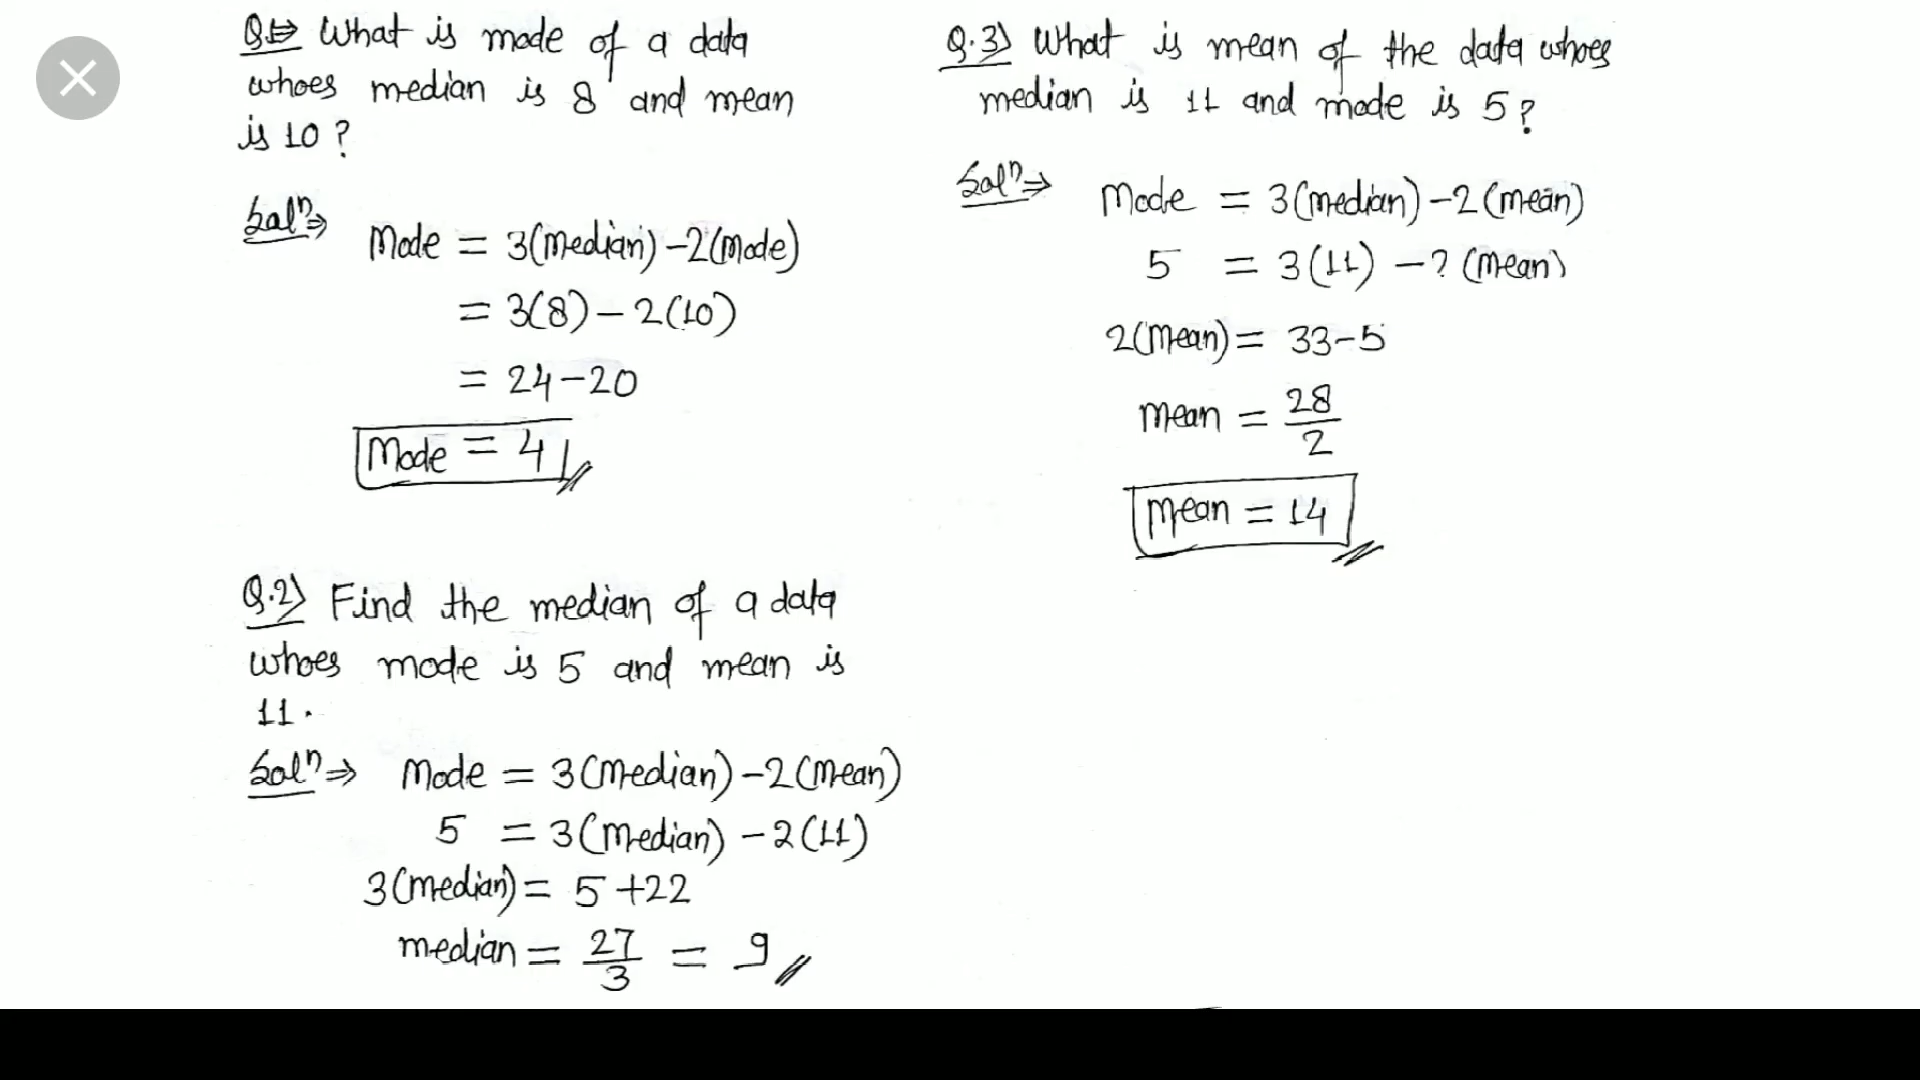 Q.1⇒ What is mode of a data
whoes median is 8 and mean
is 10?
Solⁿ⇒
Mode = 3(Median) – 2(Mode)
= 3(8) – 2(10)
= 24 – 20
Mode = 4
Q.2) Find the median of a data
whoes mode is 5 and mean is
11.
Solⁿ⇒ Mode = 3(Median) – 2(Mean)
5 = 3(Median) – 2(11)
3(median) = 5 + 22
median = 27/3 = 9
Q.3) What is mean of the data whoes
median is 11 and mode is 5?
Solⁿ⇒ Mode = 3(median) – 2(mean)
5 = 3(11) – ?(Mean)
2(Mean) = 33 – 5
Mean = 28/2
Mean = 14